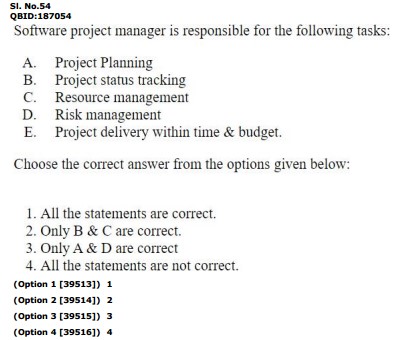 Sl. No.54
QBID:187054
Software project manager is responsible for the following tasks:
A. Project Planning
B. Project status tracking
C. Resource management
D. Risk management
E. Project delivery within time & budget.
Choose the correct answer from the options given below:
1. All the statements are correct.
2. Only B & C are correct.
3. Only A & D are correct
4. All the statements are not correct.
(Option 1 [39513]) 1
(Option 2 [39514]) 2
(Option 3 [39515]) 3
(Option 4 [39516]) 4